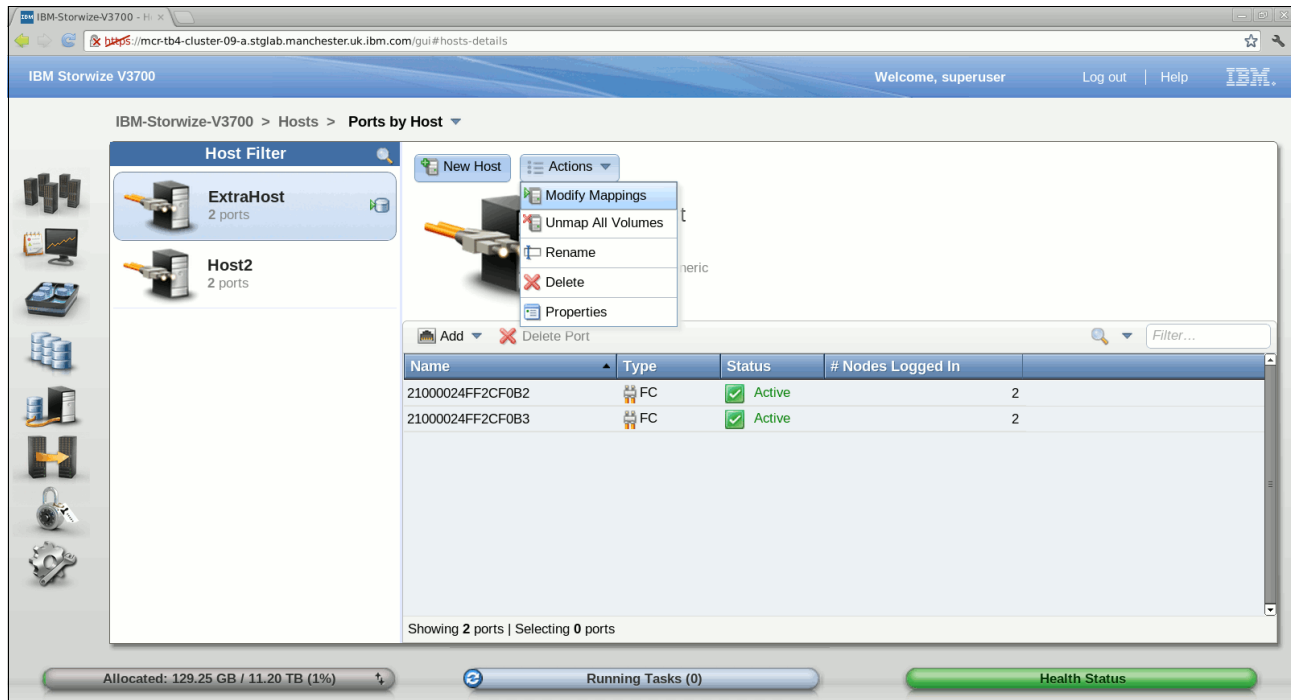 IBM-Storwize-V3700 - H
https://mcr-tb4-cluster-09-a.stglab.manchester.uk.ibm.com/gui#hosts-details
IBM Storwize V3700
Welcome, superuser
Log out | Help
IBM.
IBM-Storwize-V3700 > Hosts > Ports by Host
Host Filter
ExtraHost
2 ports
Host2
2 ports
New Host
Actions
Modify Mappings
Unmap All Volumes
Rename
Delete
Properties
t
neric
Add
Delete Port
Filter...
Name Type Status # Nodes Logged In
21000024FF2CF0B2 FC Active 2
21000024FF2CF0B3 FC Active 2
Showing 2 ports | Selecting 0 ports
Allocated: 129.25 GB / 11.20 TB (1%)
Running Tasks (0)
Health Status